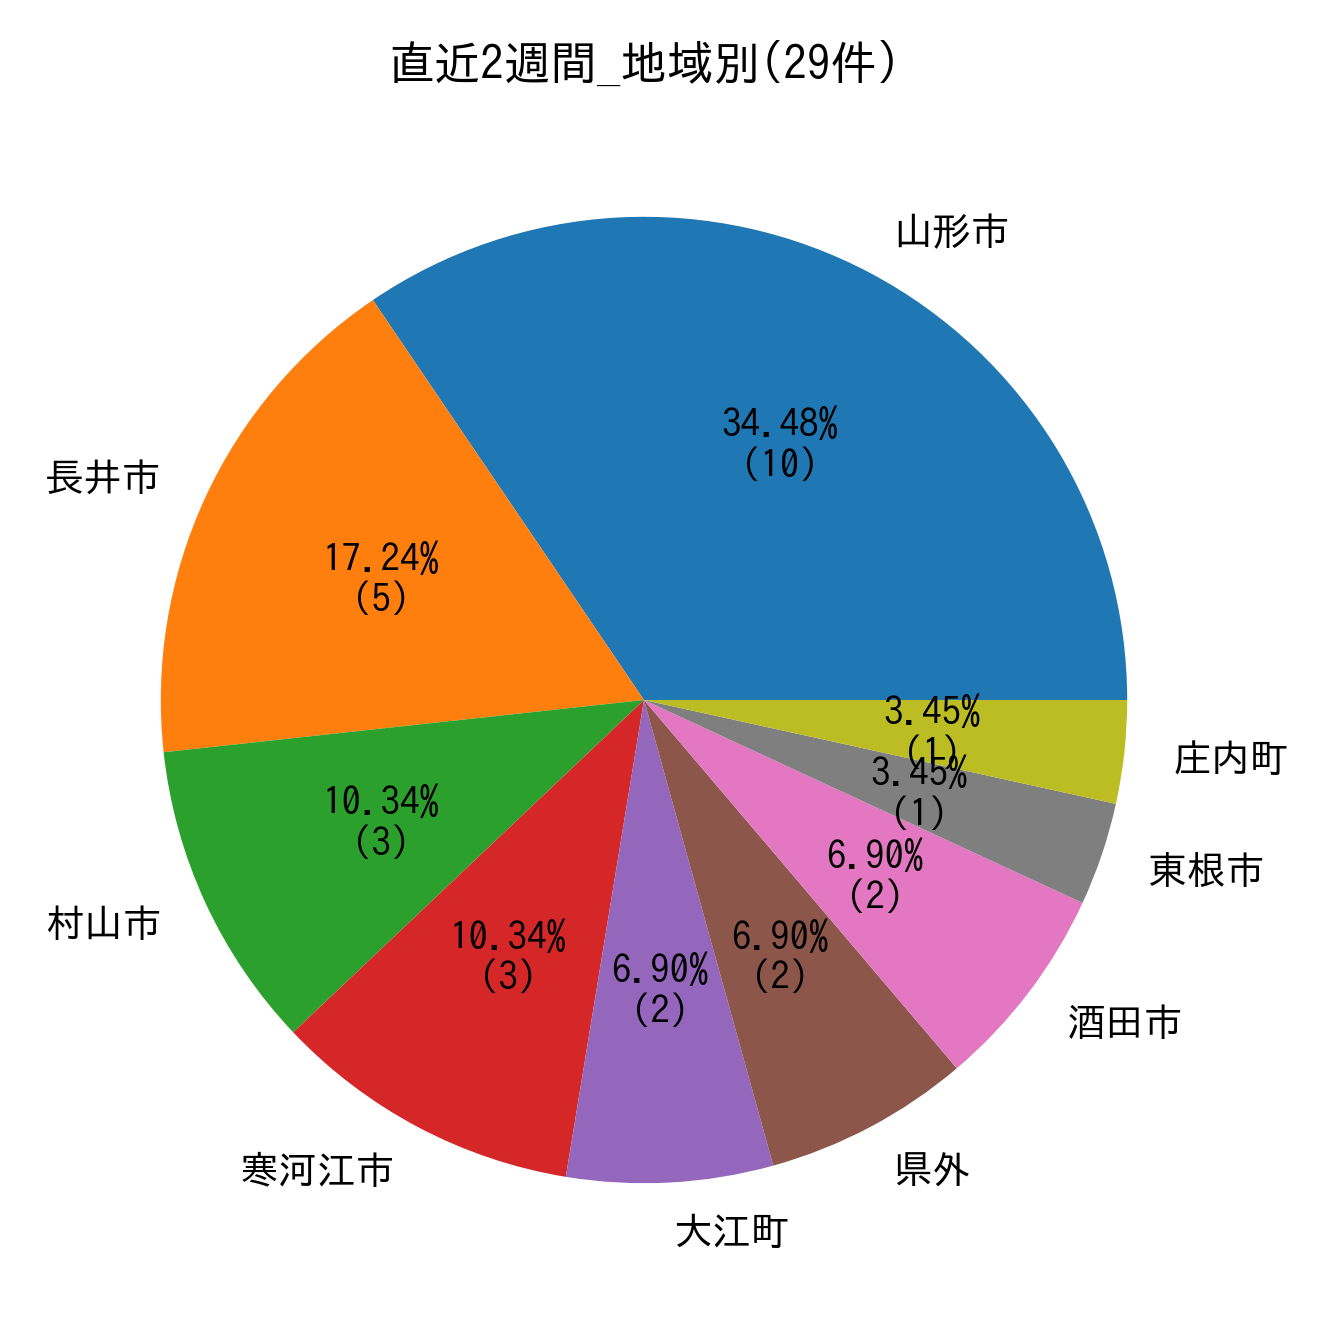 直近2週間_地域別(29件)
山形市
34.48%
(10)
長井市
17.24%
(5)
村山市
10.34%
(3)
寒河江市
10.34%
(3)
大江町
6.90%
(2)
県外
6.90%
(2)
酒田市
6.90%
(2)
東根市
3.45%
(1)
庄内町
3.45%
(1)